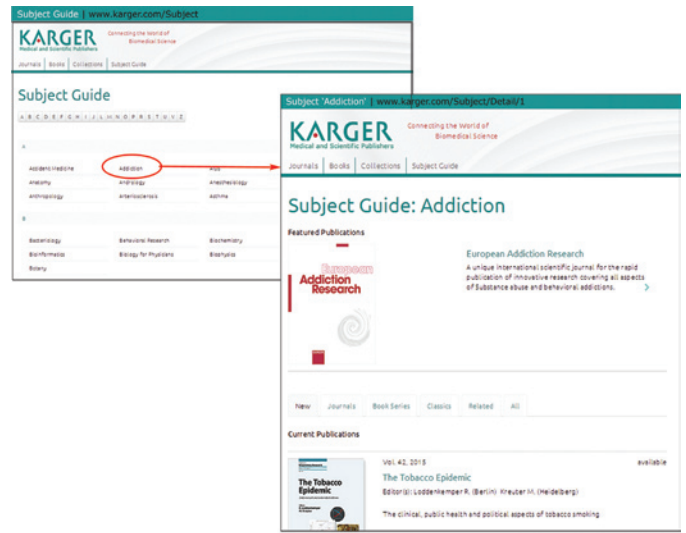 Subject Guide | www.karger.com/Subject
KARGER
Medical and Scientific Publishers
Connecting the World of
Biomedical Science
Journals Books Collections Subject Guide
Subject Guide
A B C D E F G H I J L M N O P R S T U V Z
A
Accident Medicine Addiction AIDS
Anatomy Andrology Anesthesiology
Anthropology Arteriosclerosis Asthma
B
Bacteriology Behavioral Research Biochemistry
Bioinformatics Biology for Physicians Biophysics
Botany
Subject 'Addiction' | www.karger.com/Subject/Detail/1
KARGER
Medical and Scientific Publishers
Connecting the World of
Biomedical Science
Journals Books Collections Subject Guide
Subject Guide: Addiction
Featured Publications
European
Addiction
Research
European Addiction Research
A unique international scientific journal for the rapid
publication of innovative research covering all aspects
of Substance abuse and behavioral addictions.
New Journals Book Series Classics Related All
Current Publications
The Tobacco
Epidemic
Vol. 42, 2015 available
The Tobacco Epidemic
Editor(s): Loddenkemper R. (Berlin) Kreuter M. (Heidelberg)
The clinical, public health and political aspects of tobacco smoking